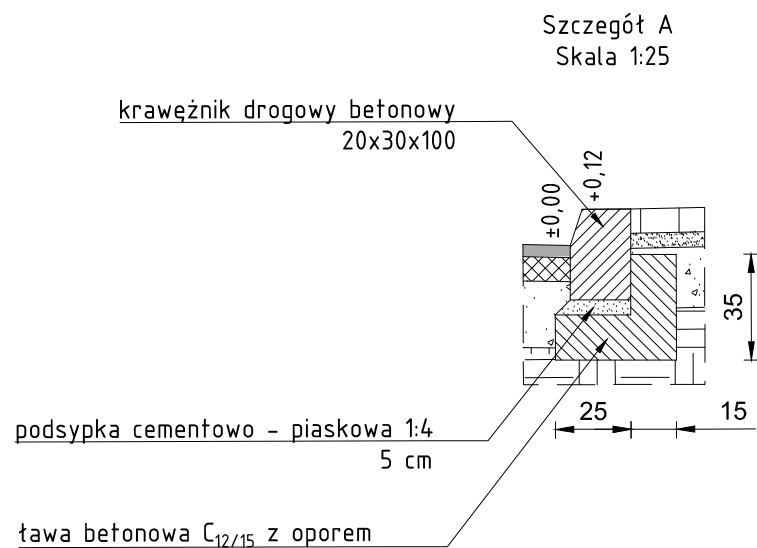 Szczegół A
Skala 1:25
krawężnik drogowy betonowy
20x30x100
±0,00
+0,12
35
25
15
podsypka cementowo - piaskowa 1:4
5 cm
ława betonowa C12/15 z oporem